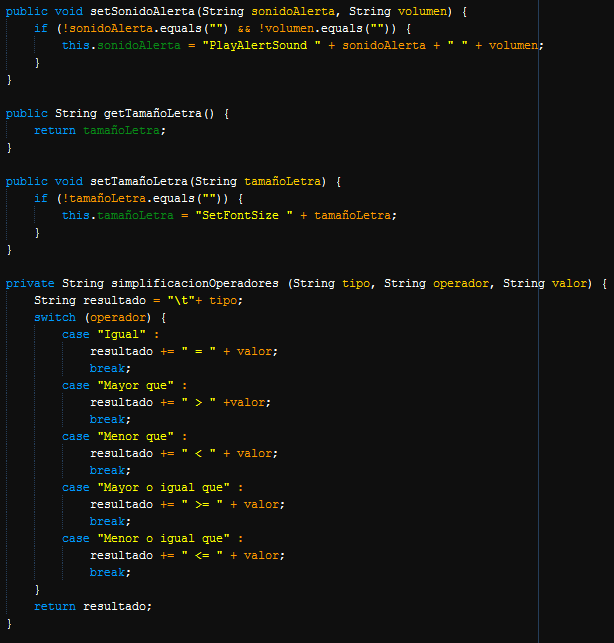 public void setSonidoAlerta(String sonidoAlerta, String volumen) {
    if (!sonidoAlerta.equals("") && !volumen.equals("")) {
        this.sonidoAlerta = "PlayAlertSound " + sonidoAlerta + " " + volumen;
    }
}

public String getTamañoLetra() {
    return tamañoLetra;
}

public void setTamañoLetra(String tamañoLetra) {
    if (!tamañoLetra.equals("")) {
        this.tamañoLetra = "SetFontSize " + tamañoLetra;
    }
}

private String simplificacionOperadores (String tipo, String operador, String valor) {
    String resultado = "\t"+ tipo;
    switch (operador) {
        case "Igual" :
            resultado += " = " + valor;
            break;
        case "Mayor que" :
            resultado += " > " +valor;
            break;
        case "Menor que" :
            resultado += " < " + valor;
            break;
        case "Mayor o igual que" :
            resultado += " >= " + valor;
            break;
        case "Menor o igual que" :
            resultado += " <= " + valor;
            break;
    }
    return resultado;
}